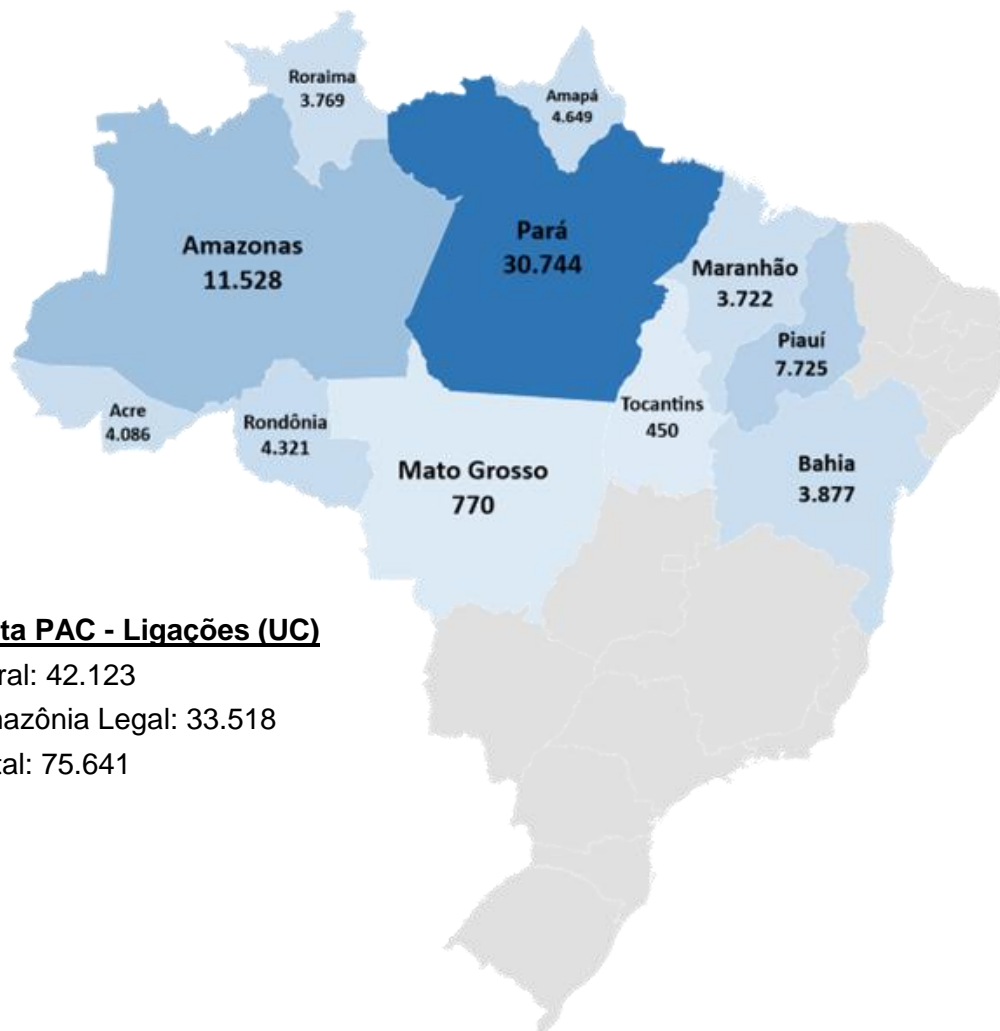 Roraima
3.769
Amapá
4.649
Amazonas
11.528
Pará
30.744
Maranhão
3.722
Piauí
7.725
Acre
4.086
Rondônia
4.321
Tocantins
450
Mato Grosso
770
Bahia
3.877
ta PAC - Ligações (UC)
ral: 42.123
nazônia Legal: 33.518
tal: 75.641